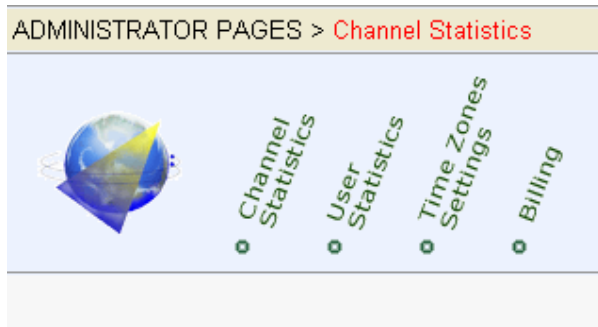 ADMINISTRATOR PAGES > Channel Statistics
Channel
Statistics
User
Statistics
Time Zones
Settings
Billing